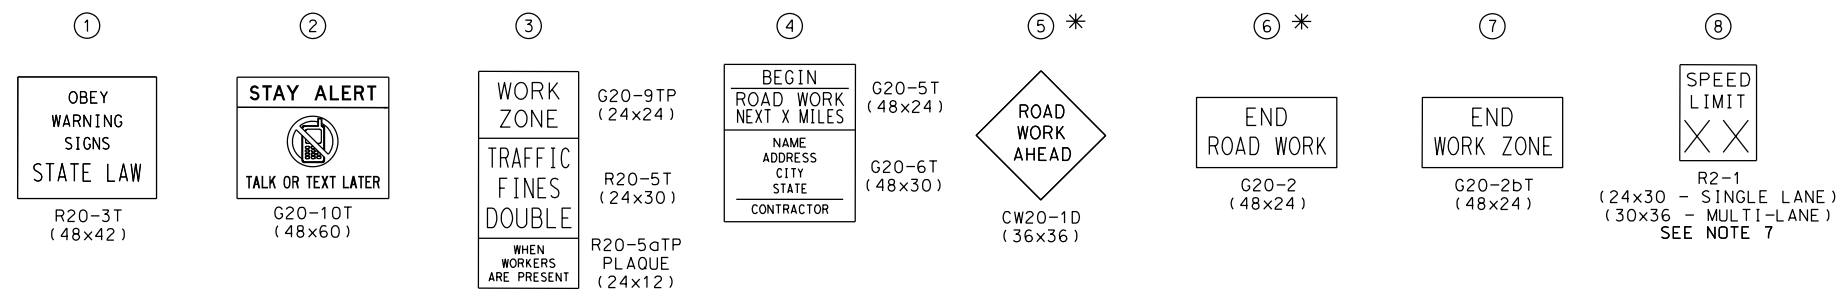 1
OBEY
WARNING
SIGNS
STATE LAW
R20-3T
(48x42)
2
STAY ALERT
TALK OR TEXT LATER
G20-10T
(48x60)
3
WORK
ZONE
G20-9TP
(24x24)
TRAFFIC
FINES
DOUBLE
R20-5T
(24x30)
WHEN
WORKERS
ARE PRESENT
R20-5aTP
PLAQUE
(24x12)
4
BEGIN
ROAD WORK
NEXT X MILES
G20-5T
(48x24)
NAME
ADDRESS
CITY
STATE
CONTRACTOR
G20-6T
(48x30)
5 *
ROAD
WORK
AHEAD
CW20-1D
(36x36)
6 *
END
ROAD WORK
G20-2
(48x24)
7
END
WORK ZONE
G20-2bT
(48x24)
8
SPEED
LIMIT
X X
R2-1
(24x30 - SINGLE LANE)
(30x36 - MULTI-LANE)
SEE NOTE 7